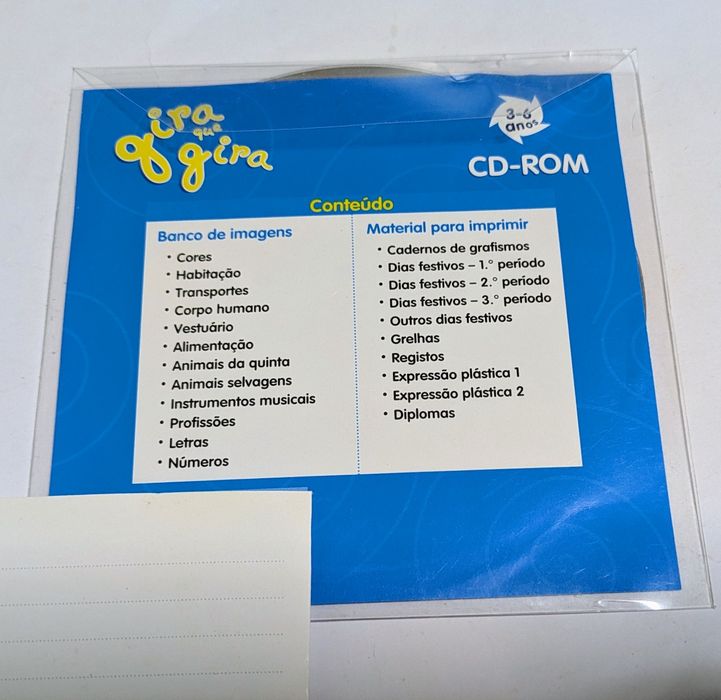 gira
que
gira
3-6
anos
CD-ROM
Conteúdo
Banco de imagens
• Cores
• Habitação
• Transportes
• Corpo humano
• Vestuário
• Alimentação
• Animais da quinta
• Animais selvagens
• Instrumentos musicais
• Profissões
• Letras
• Números
Material para imprimir
• Cadernos de grafismos
• Dias festivos – 1.º período
• Dias festivos – 2.º período
• Dias festivos – 3.º período
• Outros dias festivos
• Grelhas
• Registos
• Expressão plástica 1
• Expressão plástica 2
• Diplomas